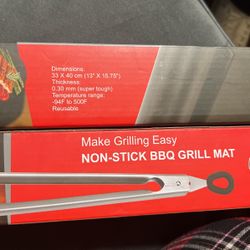 Dimensions:
33 X 40 cm (13" X 15.75")
Thickness:
0.30 mm (super tough)
Temperature range:
-94F to 500F
Reusable
Make Grilling Easy
NON-STICK BBQ GRILL MAT